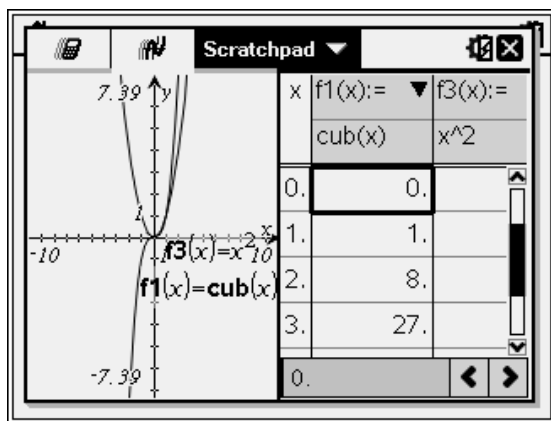 Scratchpad
7.39 y
x f1(x):= ▼ f3(x):=
cub(x) x^2
1
-10 x 10
f3(x)=x^2
f1(x)=cub(x)
-7.39
0. 0.
1. 1.
2. 8.
3. 27.
0.